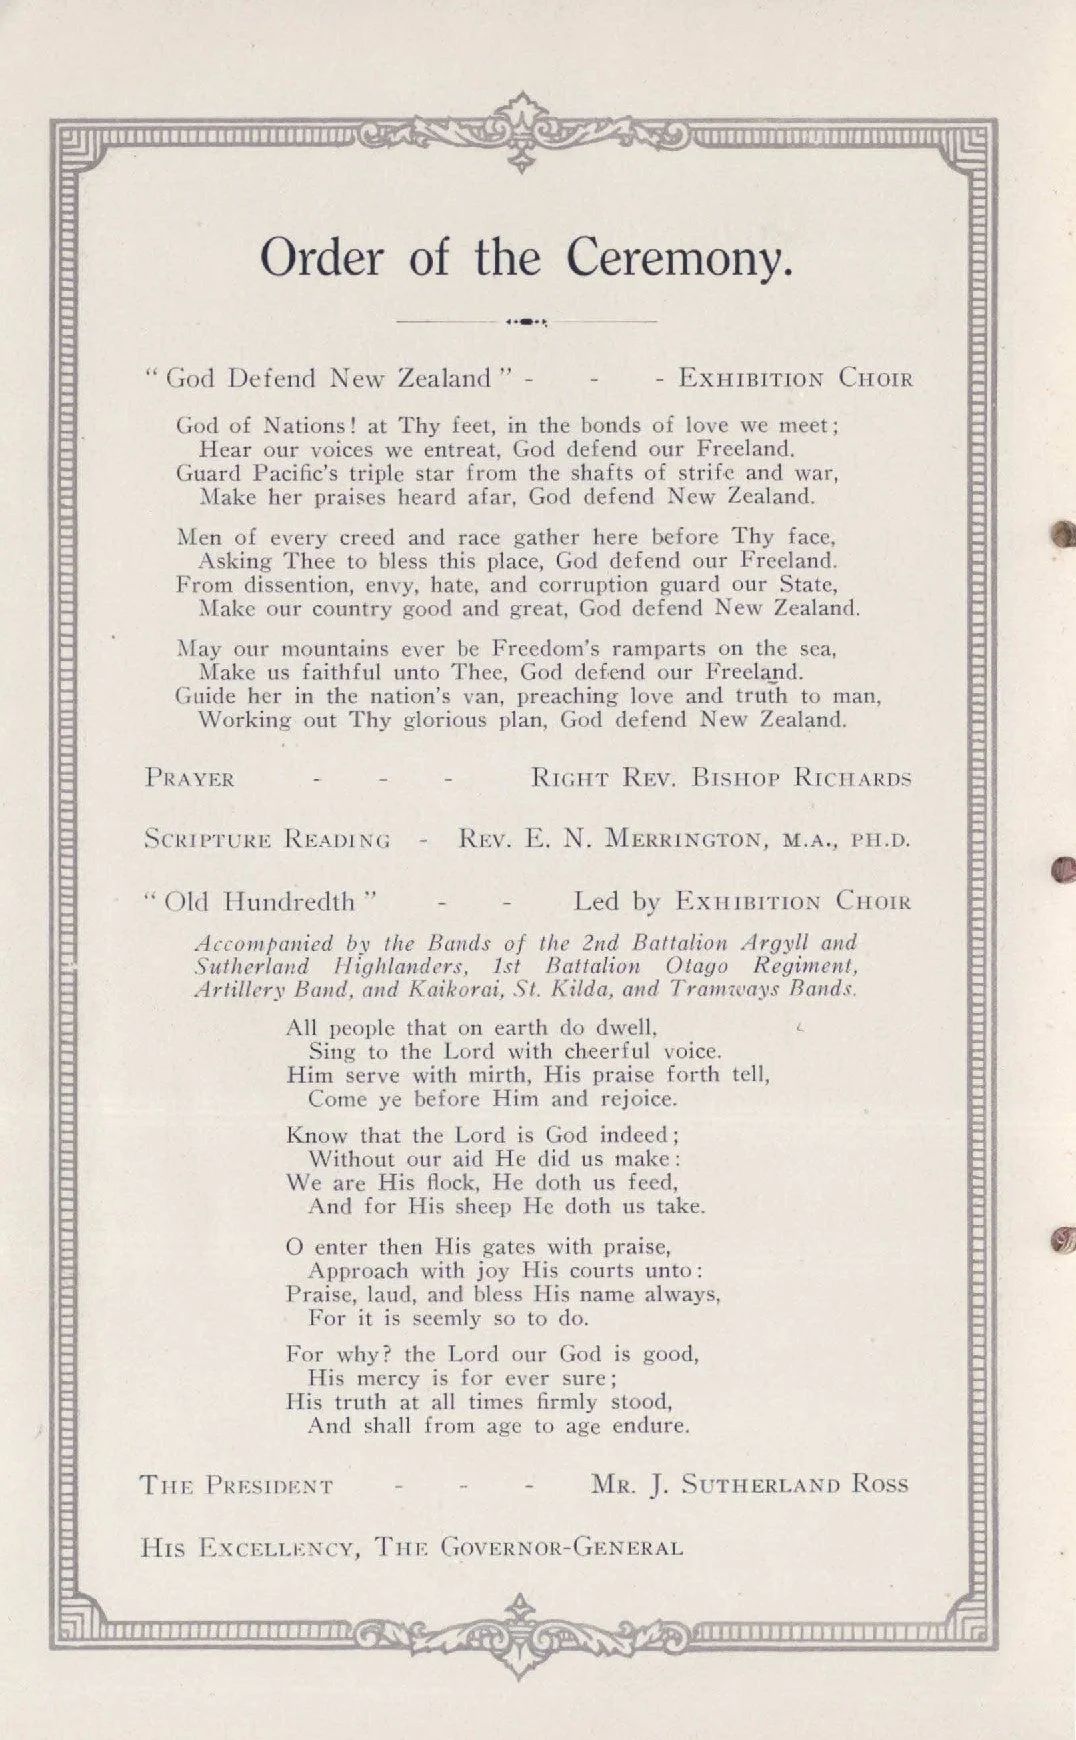 Order of the Ceremony.
“ God Defend New Zealand ” - - - EXHIBITION CHOIR
God of Nations! at Thy feet, in the bonds of love we meet;
Hear our voices we entreat, God defend our Freeland.
Guard Pacific's triple star from the shafts of strife and war,
Make her praises heard afar, God defend New Zealand.
Men of every creed and race gather here before Thy face,
Asking Thee to bless this place, God defend our Freeland.
From dissention, envy, hate, and corruption guard our State,
Make our country good and great, God defend New Zealand.
May our mountains ever be Freedom's ramparts on the sea,
Make us faithful unto Thee, God defend our Freeland.
Guide her in the nation's van, preaching love and truth to man,
Working out Thy glorious plan, God defend New Zealand.
PRAYER - - - RIGHT REV. BISHOP RICHARDS
SCRIPTURE READING - REV. E. N. MERRINGTON, M.A., PH.D.
“ Old Hundredth ” - - Led by EXHIBITION CHOIR
Accompanied by the Bands of the 2nd Battalion Argyll and
Sutherland Highlanders, 1st Battalion Otago Regiment,
Artillery Band, and Kaikorai, St. Kilda, and Tramways Bands.
All people that on earth do dwell,
Sing to the Lord with cheerful voice.
Him serve with mirth, His praise forth tell,
Come ye before Him and rejoice.
Know that the Lord is God indeed;
Without our aid He did us make:
We are His flock, He doth us feed,
And for His sheep He doth us take.
O enter then His gates with praise,
Approach with joy His courts unto:
Praise, laud, and bless His name always,
For it is seemly so to do.
For why? the Lord our God is good,
His mercy is for ever sure;
His truth at all times firmly stood,
And shall from age to age endure.
THE PRESIDENT - - - MR. J. SUTHERLAND ROSS
HIS EXCELLENCY, THE GOVERNOR-GENERAL